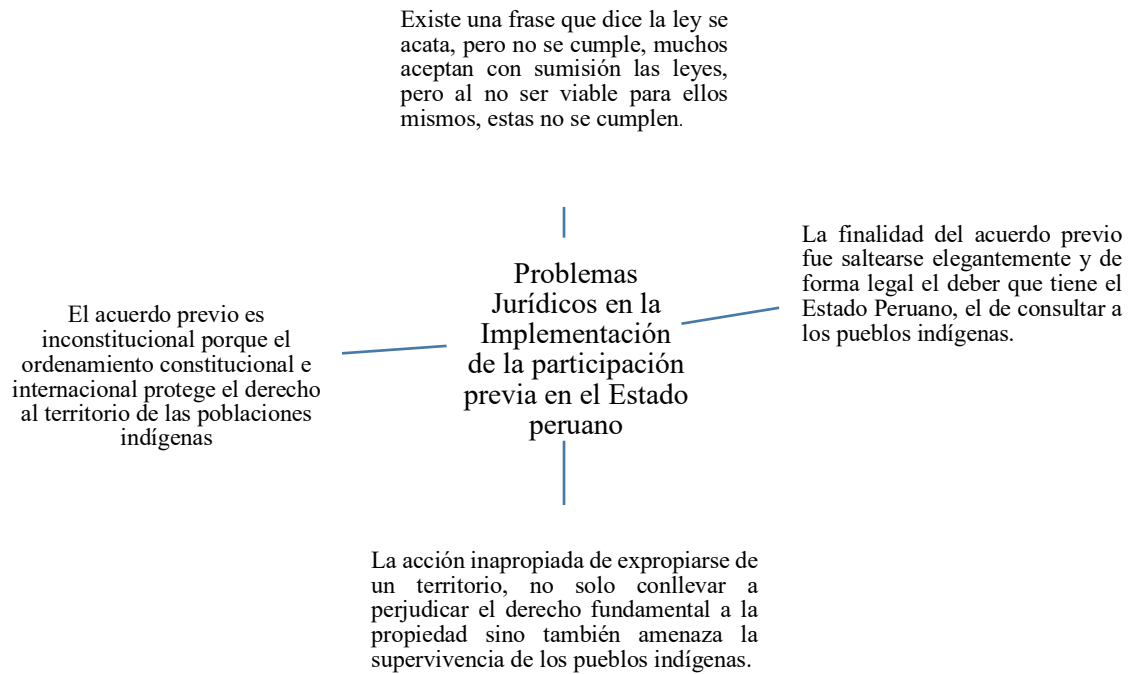 Existe una frase que dice la ley se
acata, pero no se cumple, muchos
aceptan con sumisión las leyes,
pero al no ser viable para ellos
mismos, estas no se cumplen.
La finalidad del acuerdo previo
fue saltearse elegantemente y de
forma legal el deber que tiene el
Estado Peruano, el de consultar a
los pueblos indígenas.
Problemas
Jurídicos en la
Implementación
de la participación
previa en el Estado
peruano
El acuerdo previo es
inconstitucional porque el
ordenamiento constitucional e
internacional protege el derecho
al territorio de las poblaciones
indígenas
La acción inapropiada de expropiarse de
un territorio, no solo conllevar a
perjudicar el derecho fundamental a la
propiedad sino también amenaza la
supervivencia de los pueblos indígenas.